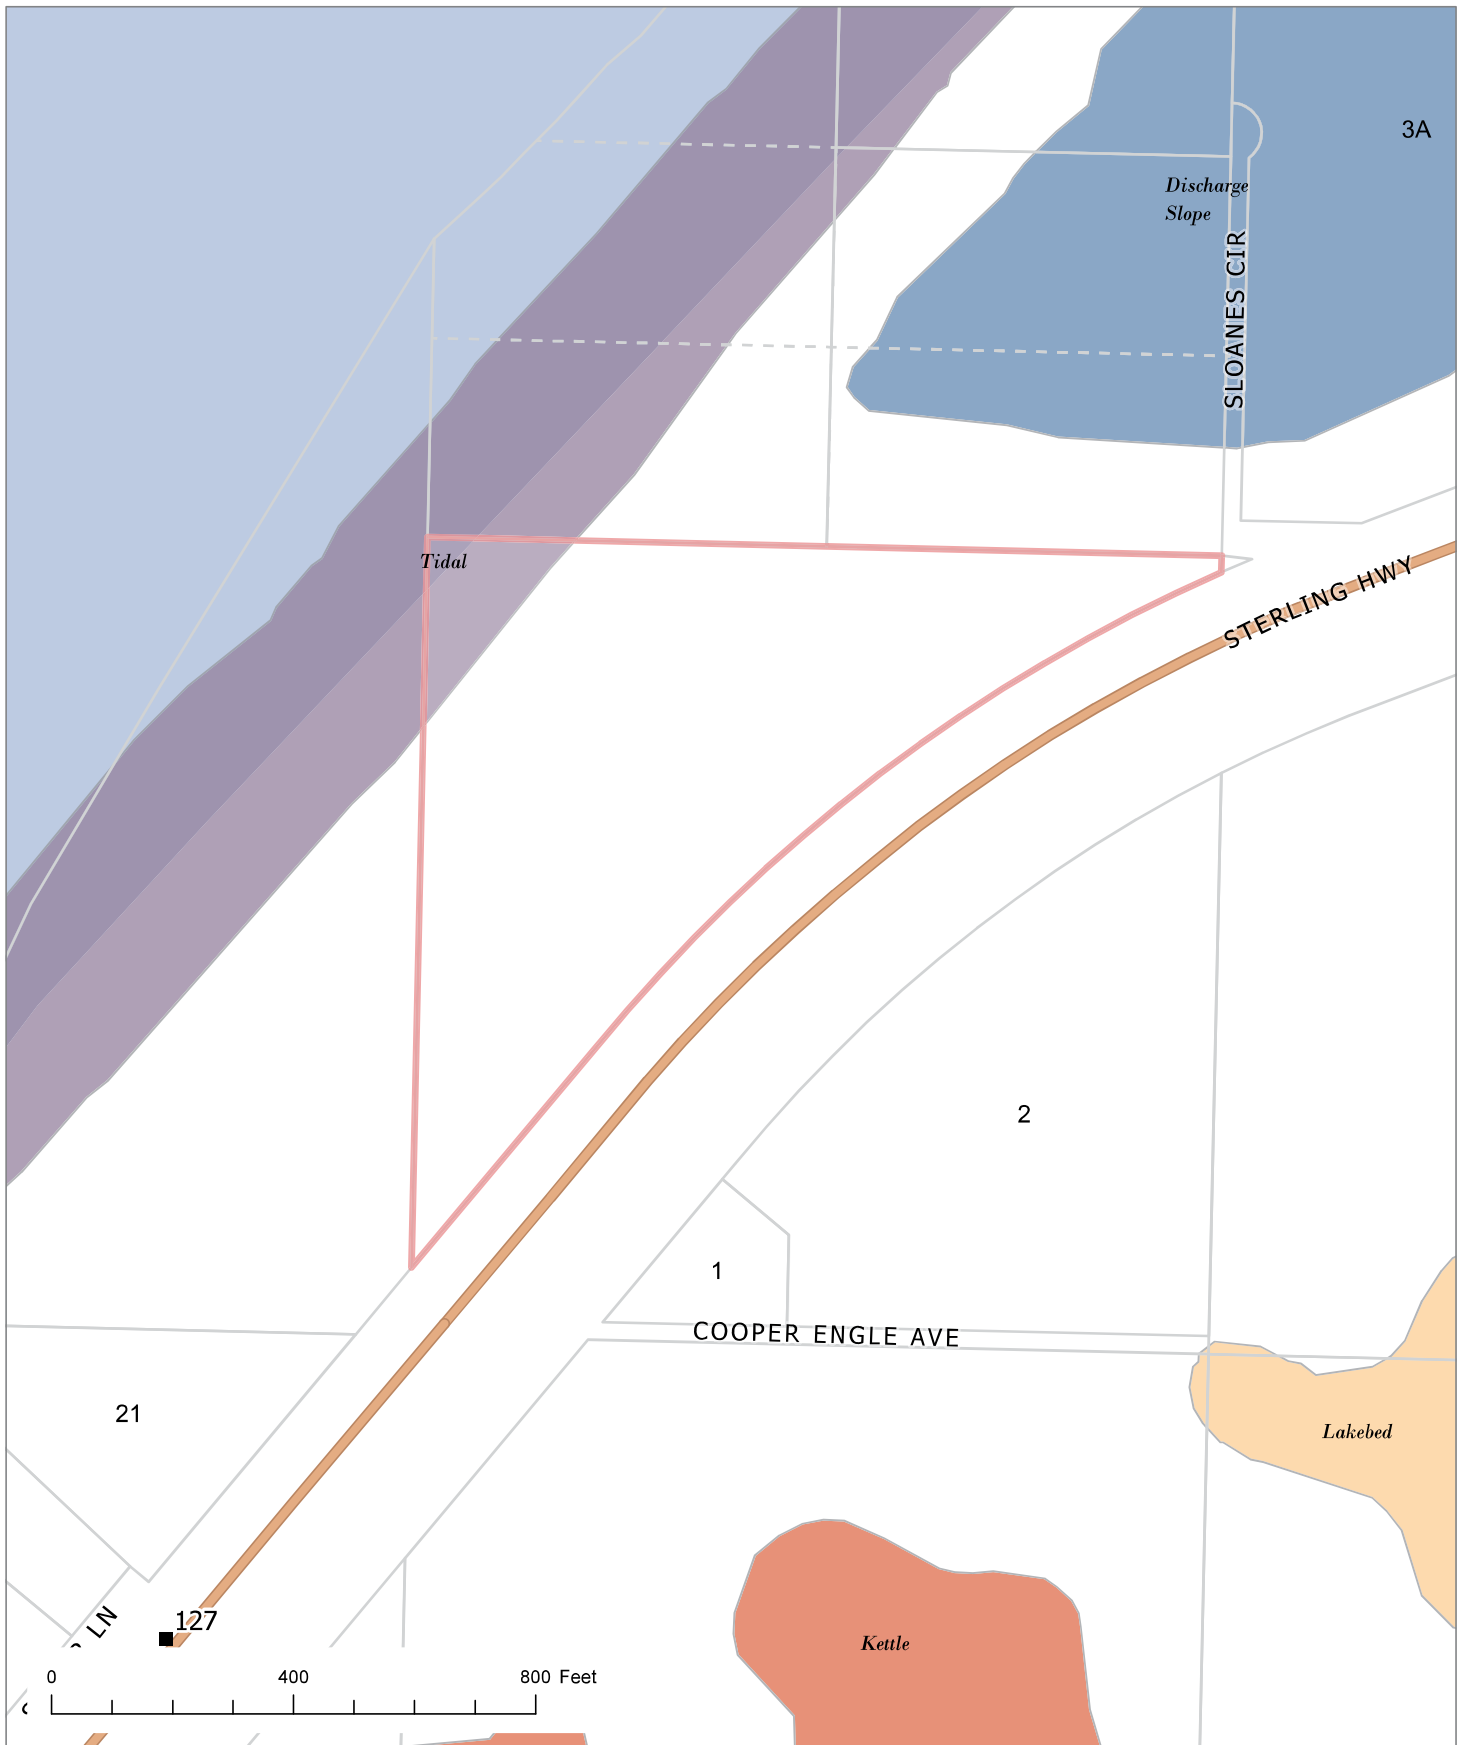 3A
Discharge
Slope
SLOANES CIR
Tidal
STERLING HWY
2
1
COOPER ENGLE AVE
21
Lakebed
LN
127
Kettle
0 400 800 Feet